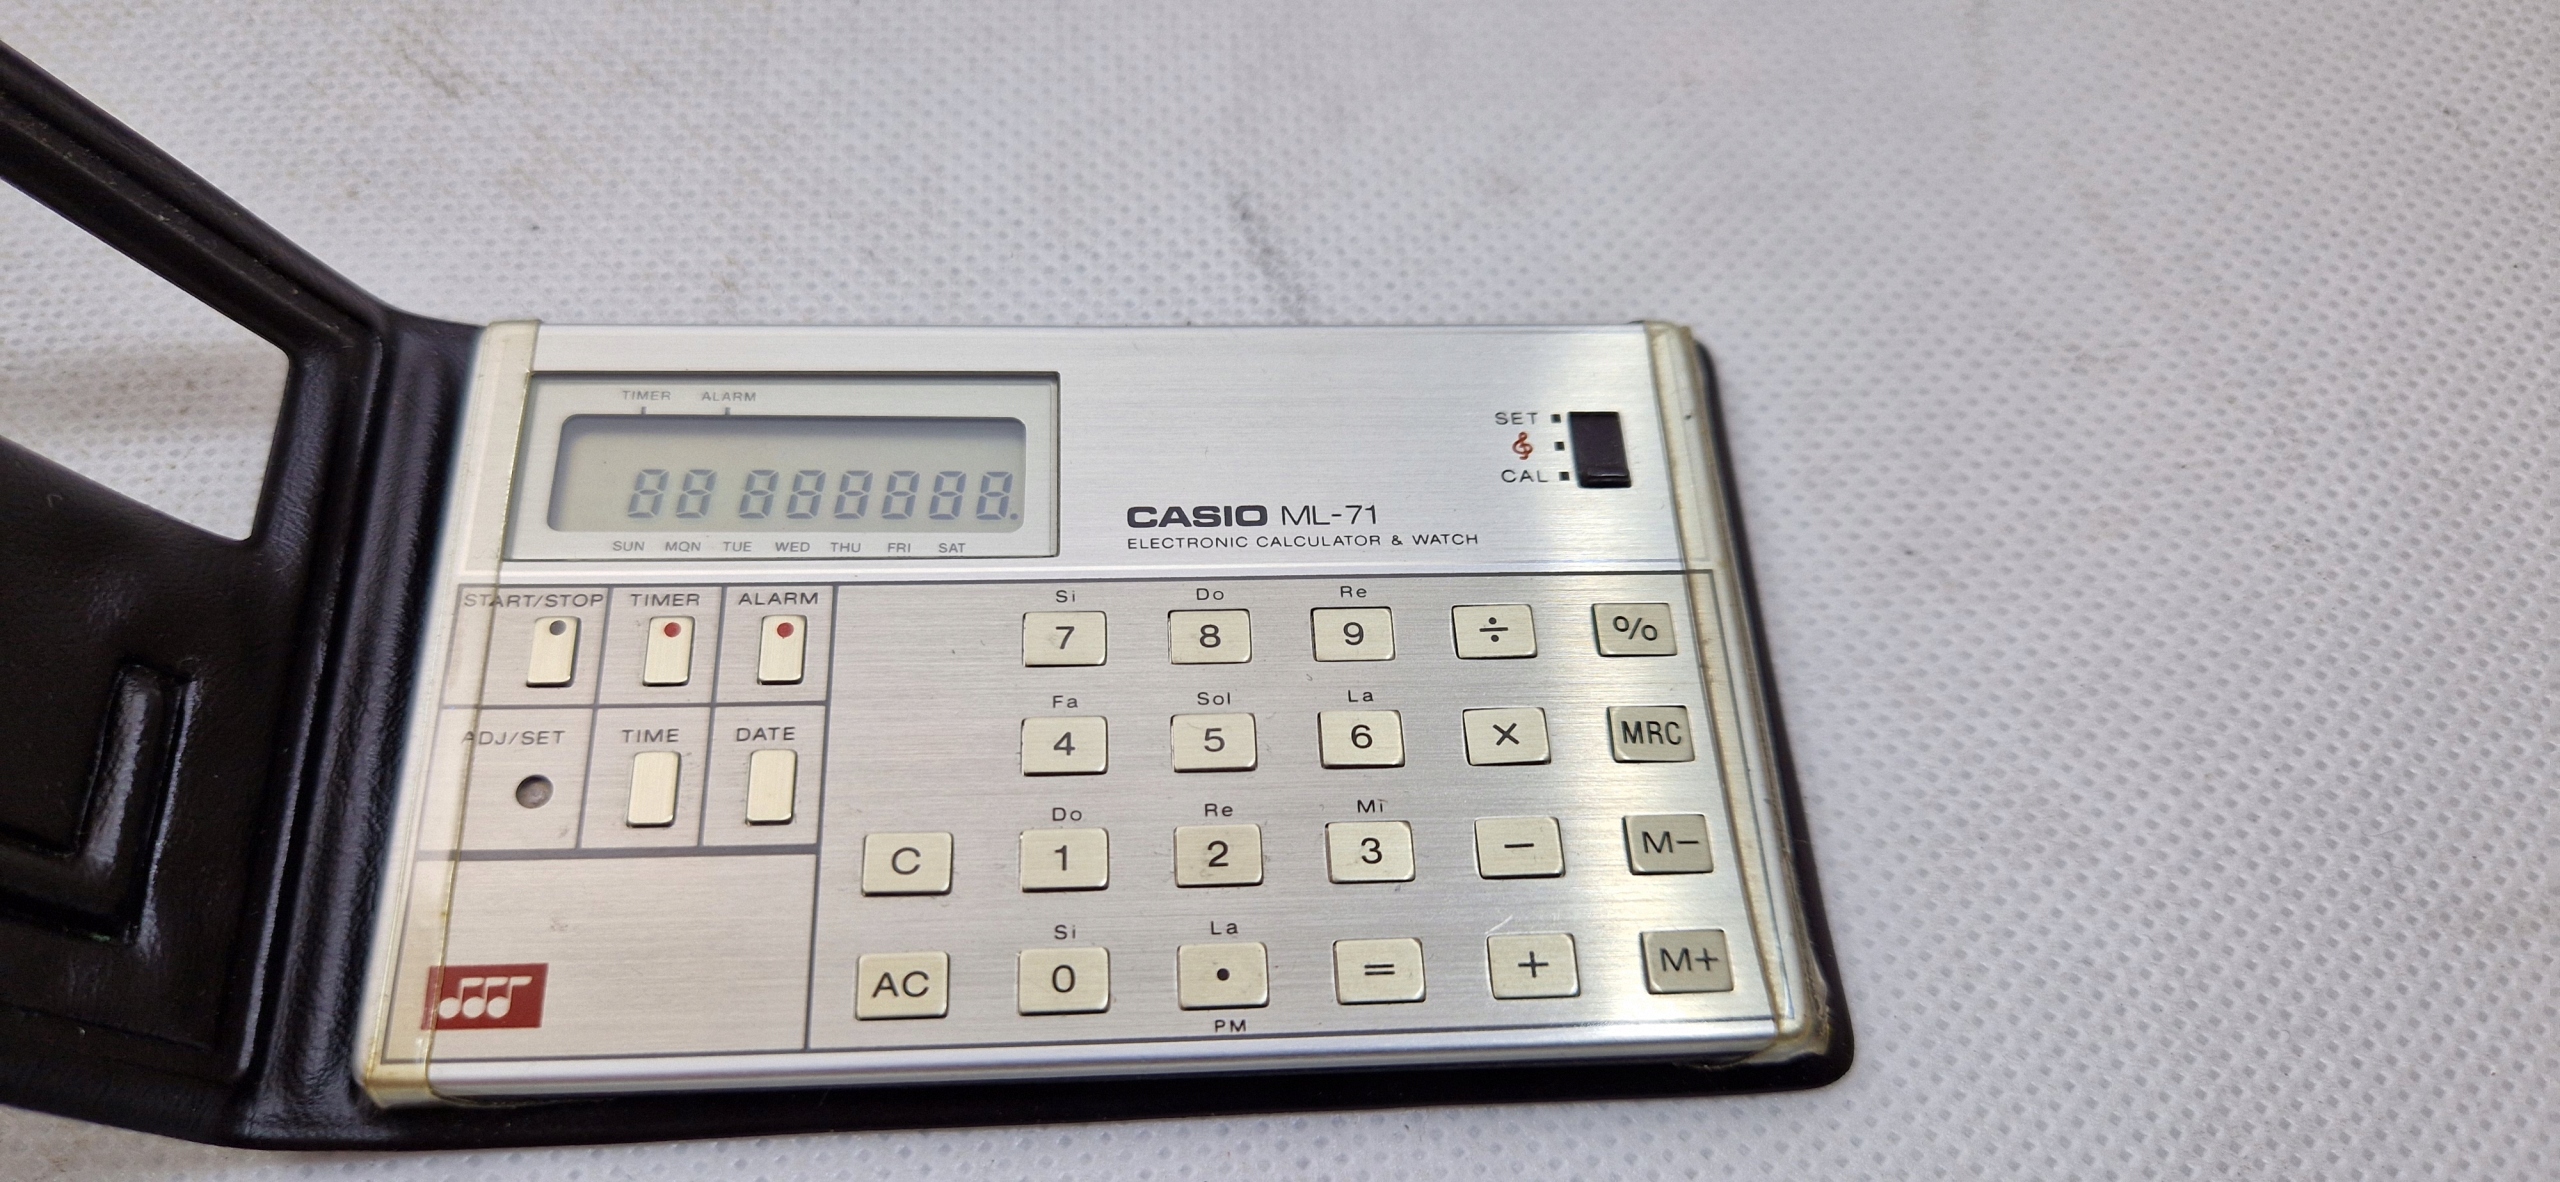 TIMER ALARM
88 888888.
SUN MON TUE WED THU FRI SAT
SET
CAL
CASIO ML-71
ELECTRONIC CALCULATOR & WATCH
START/STOP TIMER ALARM
ADJ/SET TIME DATE
Si Do Re
7 8 9 ÷ %
Fa Sol La
4 5 6 × MRC
Do Re Mi
C 1 2 3 − M−
Si La
AC 0 • = + M+
PM